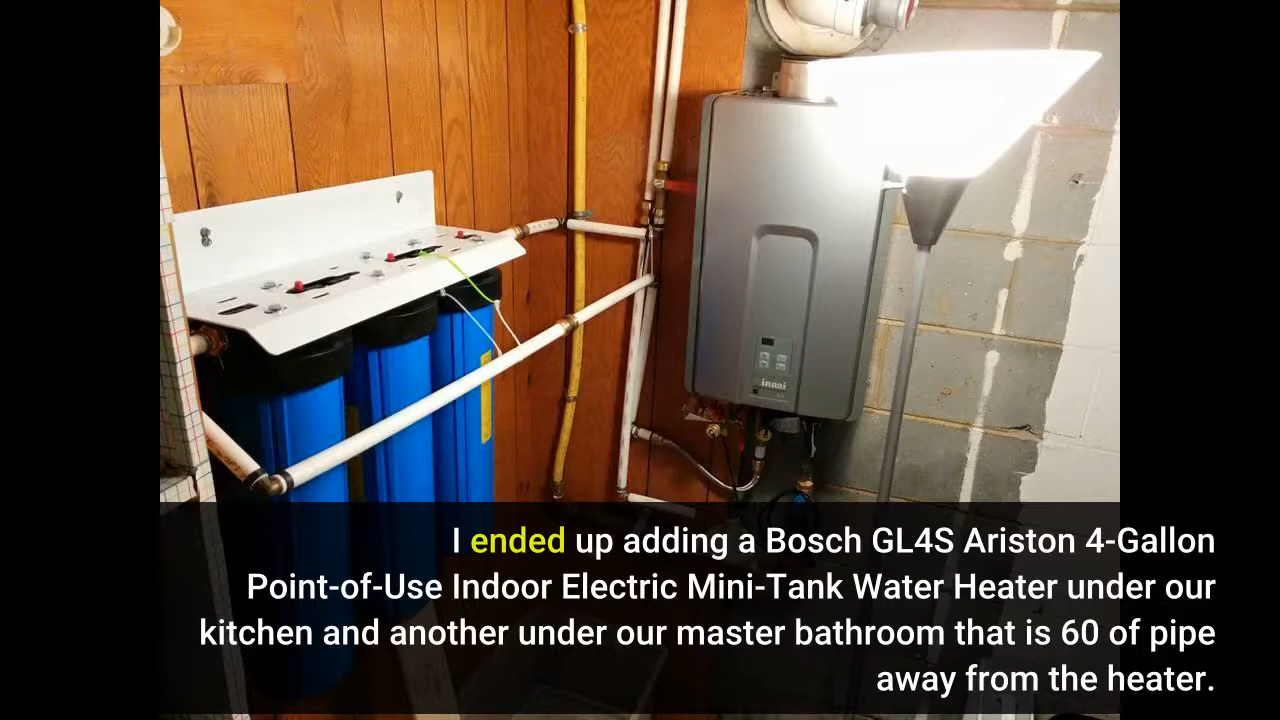 innai
I ended up adding a Bosch GL4S Ariston 4-Gallon
Point-of-Use Indoor Electric Mini-Tank Water Heater under our
kitchen and another under our master bathroom that is 60 of pipe
away from the heater.